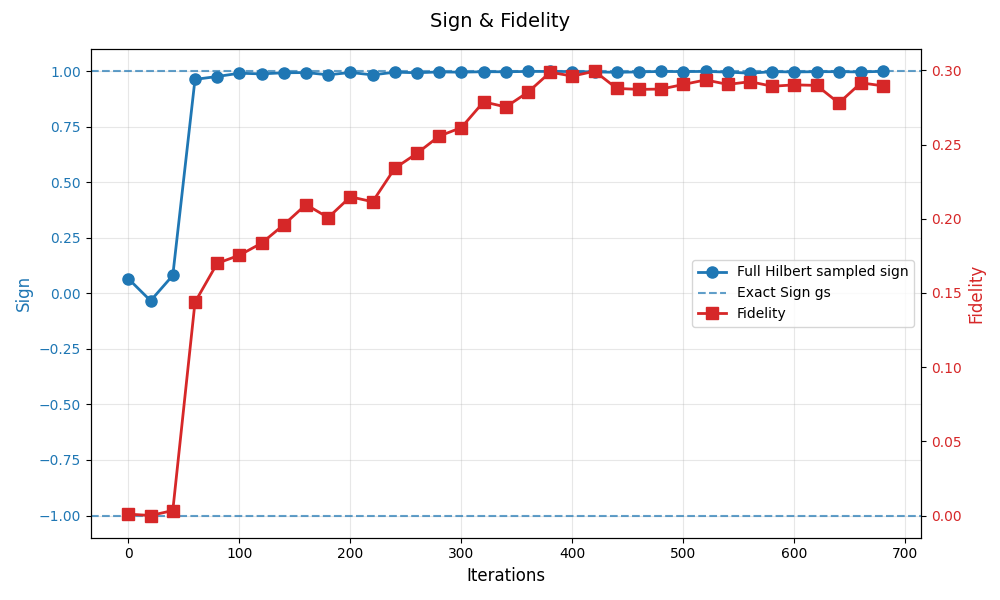 Sign & Fidelity
Sign
1.00
0.75
0.50
0.25
0.00
−0.25
−0.50
−0.75
−1.00
Full Hilbert sampled sign
Exact Sign gs
Fidelity
0.30
0.25
0.20
0.15
0.10
0.05
0.00
Fidelity
0 100 200 300 400 500 600 700
Iterations